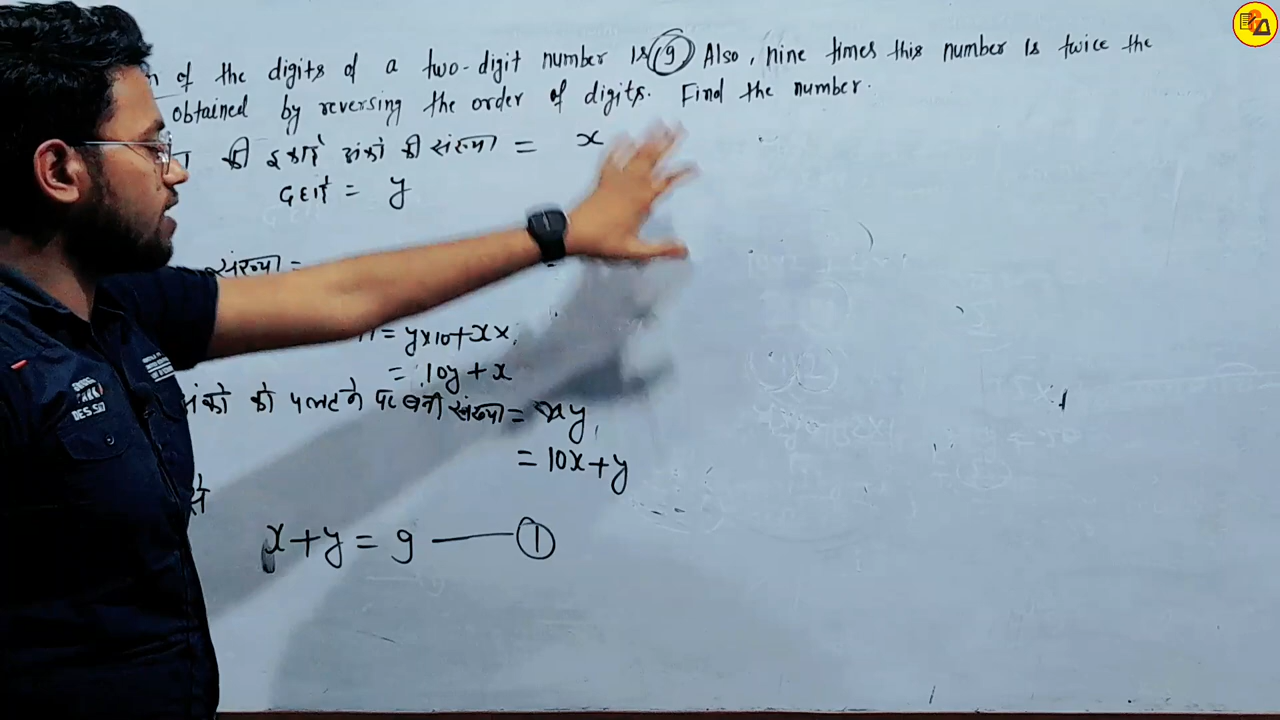 of the digits of a two-digit number is 9 Also, nine times this number is twice the
obtained by reversing the order of digits. Find the number.
की इकाई अंको की संख्या = x
= y
संख्या =
= y×10+x×
= 10y + x
को पलटने पर बनी संख्या = xy
= 10x+y
से
x+y = 9 —— ①